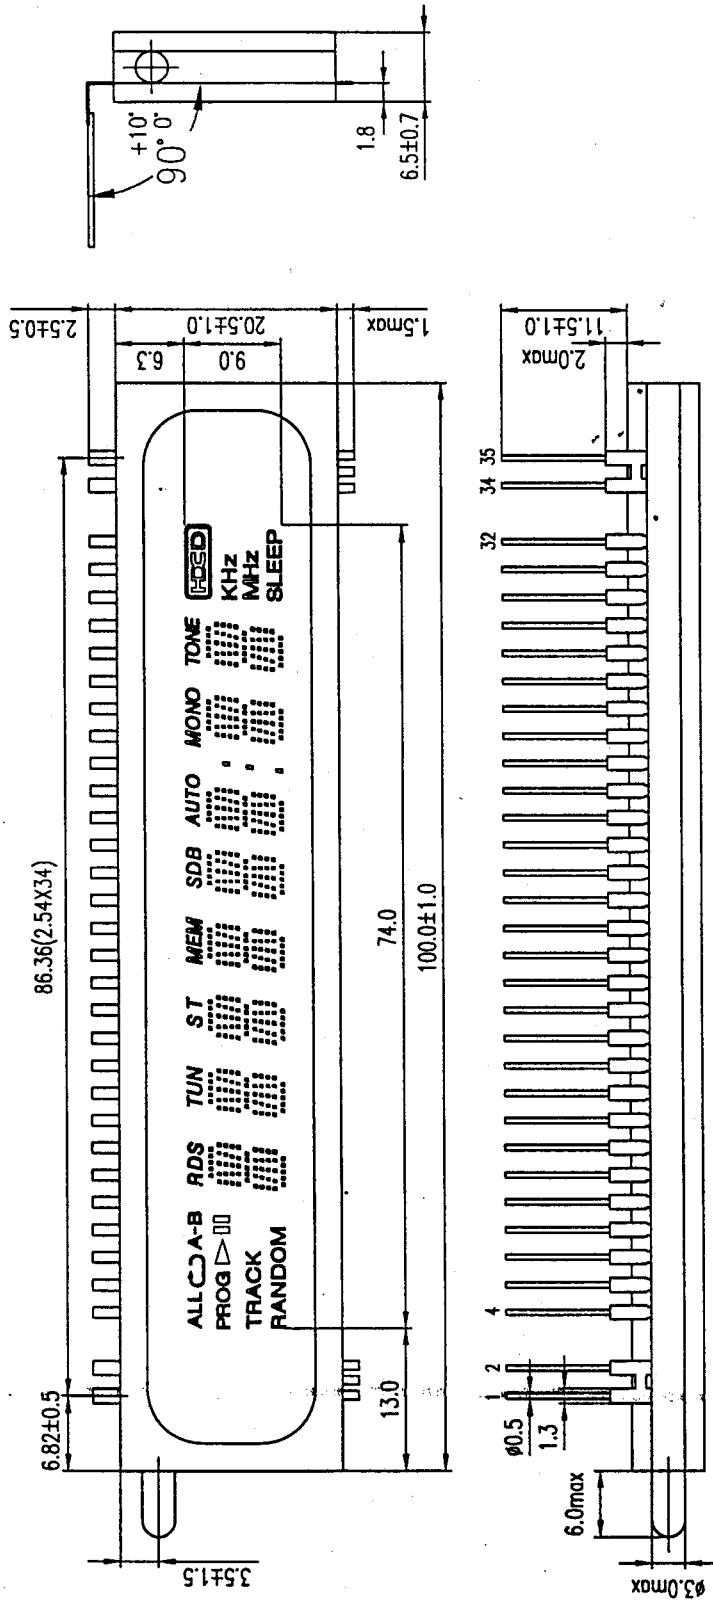 +10°
90° 0°
1.8
6.5±0.7
2.5±0.5
20.5±1.0
1.5max
6.3
9.0
86.36(2.54X34)
6.82±0.5
3.5±1.5
ALL A-B RDS TUN ST MEM SDB AUTO MONO TONE
PROG KHz
TRACK MHz
RANDOM SLEEP
13.0
74.0
100.0±1.0
11.5±1.0
2.0max
1 2 4 32 34 35
ø0.5
1.3
6.0max
ø3.0max